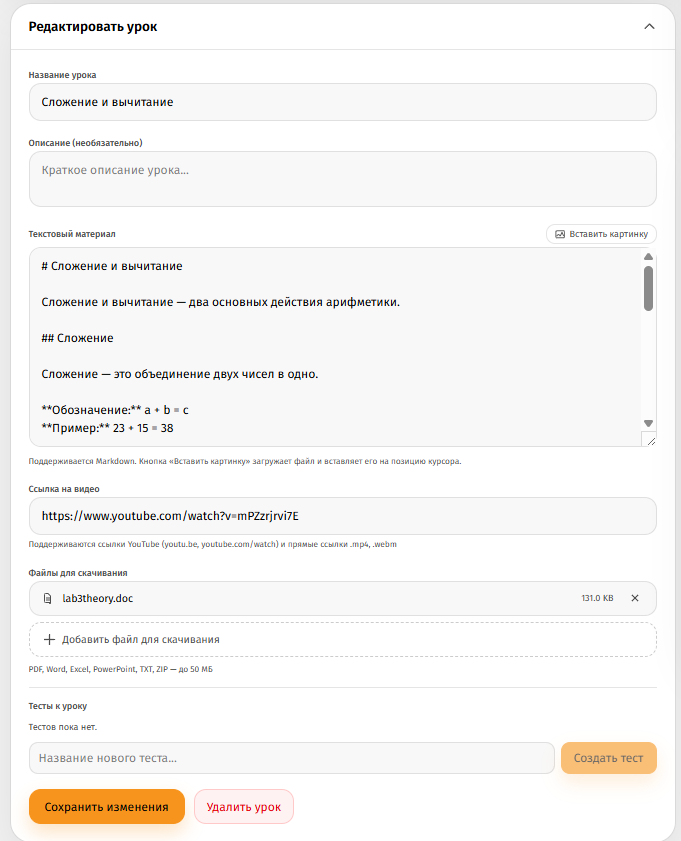 Редактировать урок
Название урока
Сложение и вычитание
Описание (необязательно)
Краткое описание урока...
Текстовый материал
Вставить картинку
# Сложение и вычитание
Сложение и вычитание — два основных действия арифметики.
## Сложение
Сложение — это объединение двух чисел в одно.
**Обозначение:** a + b = c
**Пример:** 23 + 15 = 38
Поддерживается Markdown. Кнопка «Вставить картинку» загружает файл и вставляет его на позицию курсора.
Ссылка на видео
https://www.youtube.com/watch?v=mPZzrjrvi7E
Поддерживаются ссылки YouTube (youtu.be, youtube.com/watch) и прямые ссылки .mp4, .webm
Файлы для скачивания
lab3theory.doc 131.0 KB
Добавить файл для скачивания
PDF, Word, Excel, PowerPoint, TXT, ZIP — до 50 МБ
Тесты к уроку
Тестов пока нет.
Название нового теста... Создать тест
Сохранить изменения Удалить урок